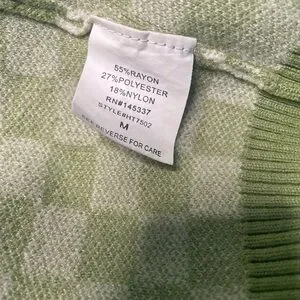 55%RAYON
27%POLYESTER
18%NYLON
RN#145337
STYLE#HT7502
M
SEE REVERSE FOR CARE